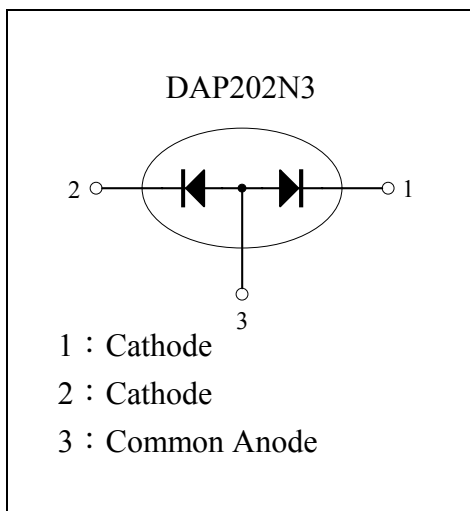 DAP202N3
2
1
3
1：Cathode
2：Cathode
3：Common Anode